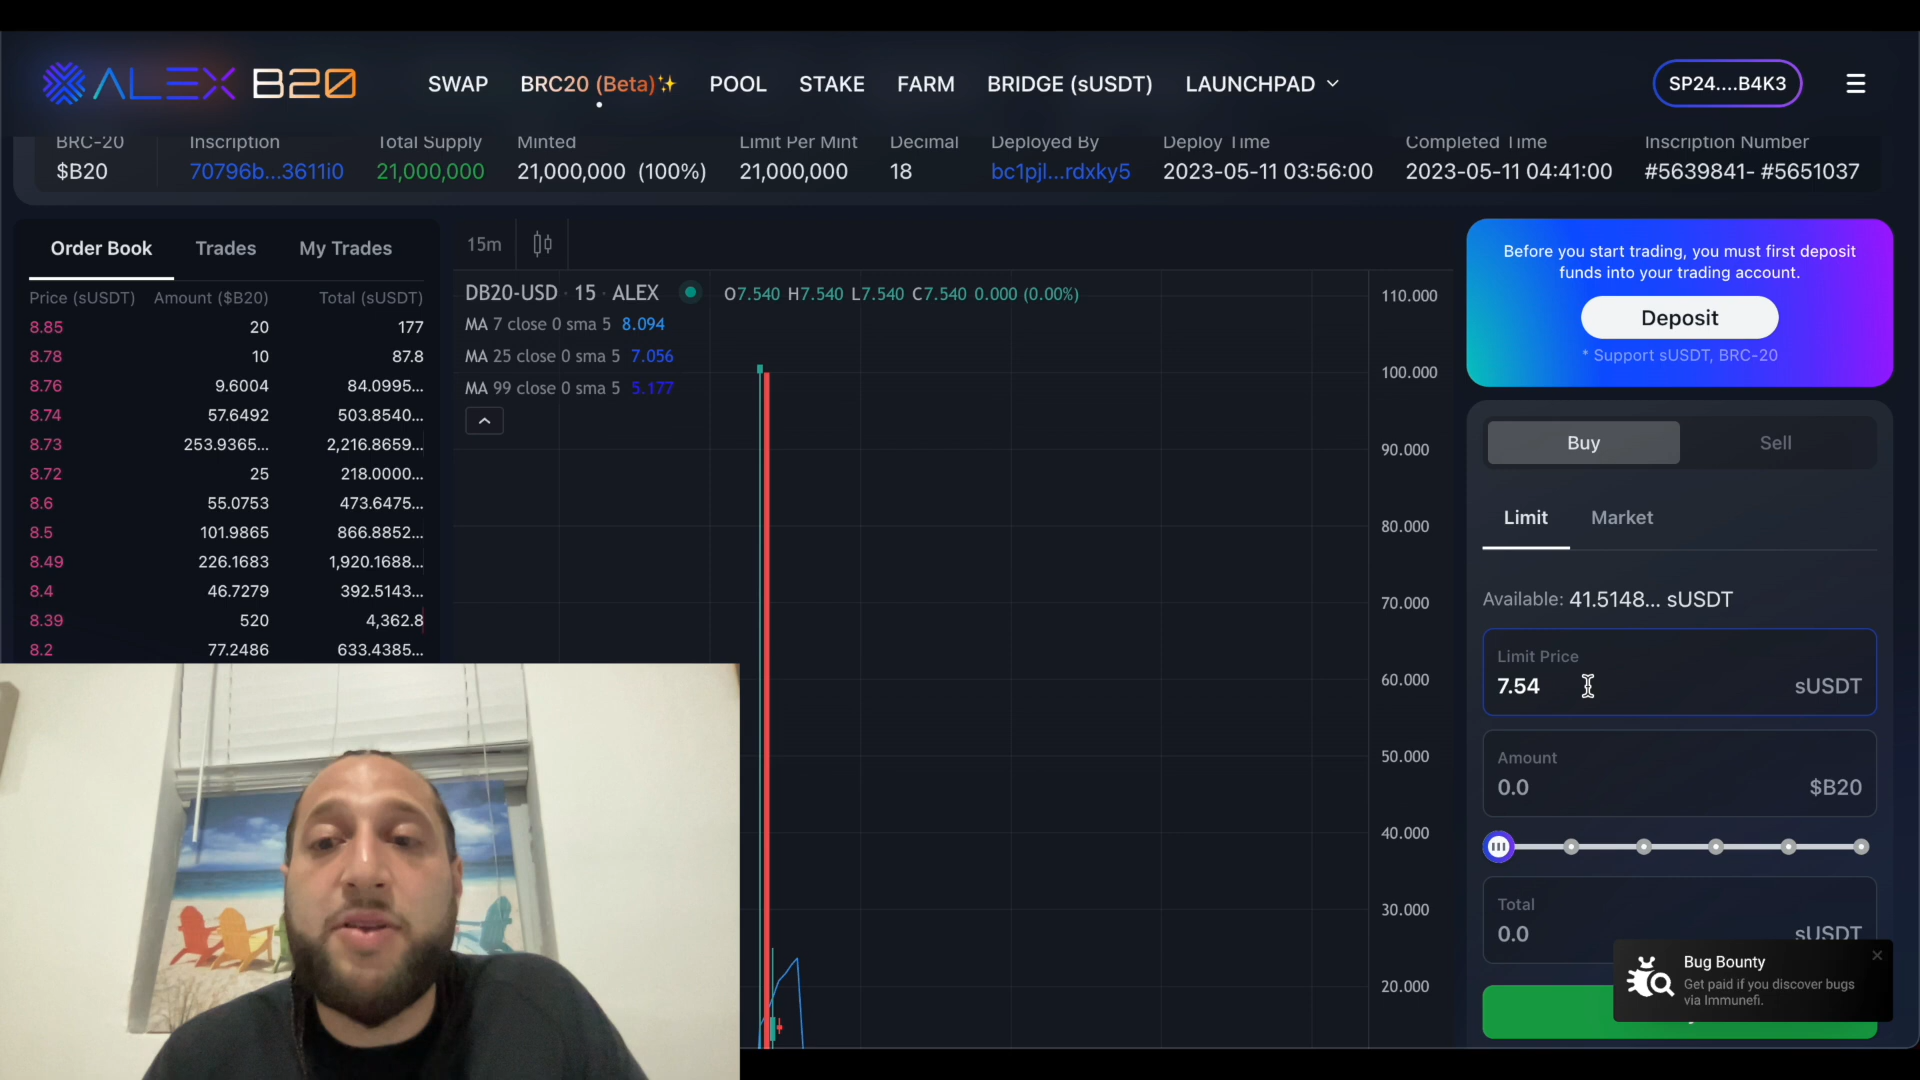 ALEX B20
SWAP BRC20 (Beta)✨ POOL STAKE FARM BRIDGE (sUSDT) LAUNCHPAD SP24....B4K3
BRC-20 Inscription Total Supply Minted Limit Per Mint Decimal Deployed By Deploy Time Completed Time Inscription Number
$B20 70796b...3611i0 21,000,000 21,000,000 (100%) 21,000,000 18 bc1pjl...rdxky5 2023-05-11 03:56:00 2023-05-11 04:41:00 #5639841- #5651037
Order Book Trades My Trades
Price (sUSDT) Amount ($B20) Total (sUSDT)
8.85 20 177
8.78 10 87.8
8.76 9.6004 84.0995...
8.74 57.6492 503.8540...
8.73 253.9365... 2,216.8659...
8.72 25 218.0000...
8.6 55.0753 473.6475...
8.5 101.9865 866.8852...
8.49 226.1683 1,920.1688...
8.4 46.7279 392.5143...
8.39 520 4,362.8
8.2 77.2486 633.4385...
15m
DB20-USD · 15 · ALEX O7.540 H7.540 L7.540 C7.540 0.000 (0.00%)
MA 7 close 0 sma 5 8.094
MA 25 close 0 sma 5 7.056
MA 99 close 0 sma 5 5.177
110.000
100.000
90.000
80.000
70.000
60.000
50.000
40.000
30.000
20.000
Before you start trading, you must first deposit
funds into your trading account.
Deposit
* Support sUSDT, BRC-20
Buy Sell
Limit Market
Available: 41.5148... sUSDT
Limit Price
7.54 sUSDT
Amount
0.0 $B20
Total
0.0 sUSDT
Bug Bounty
Get paid if you discover bugs
via Immunefi.